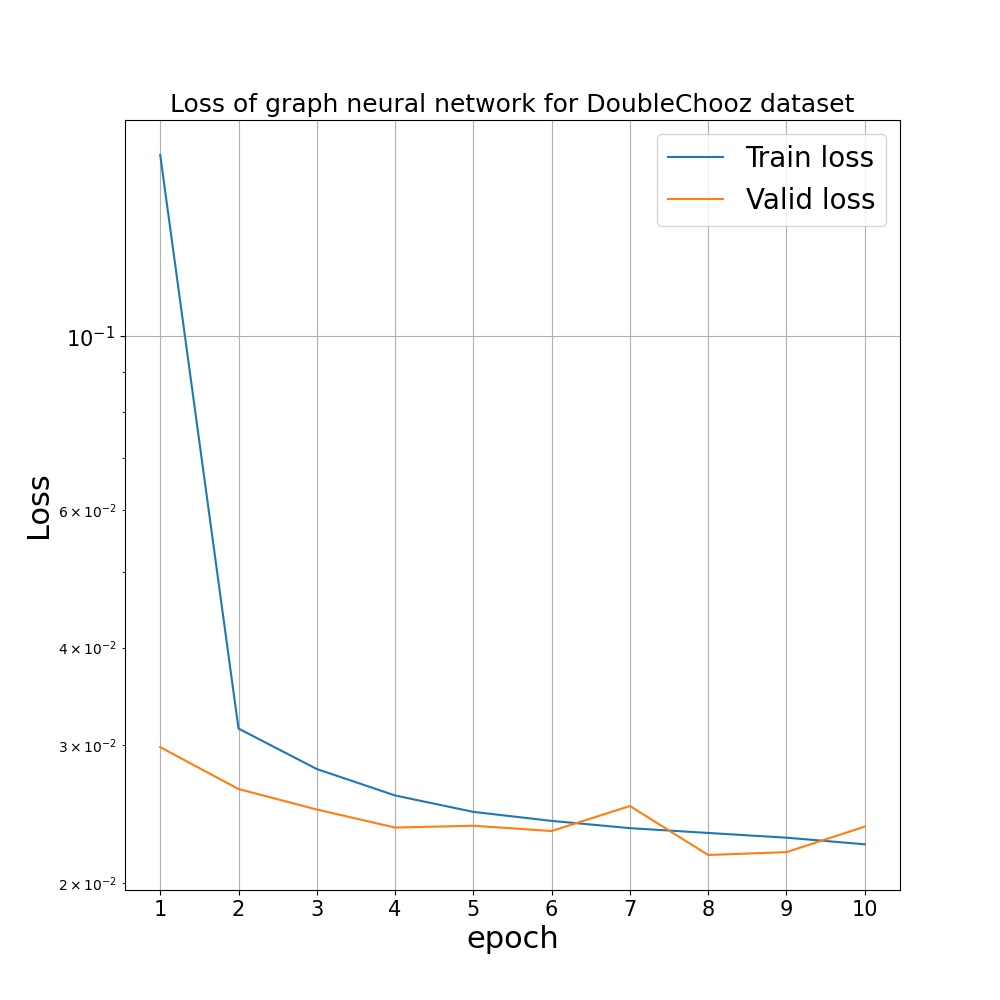 Loss of graph neural network for DoubleChooz dataset
Train loss
Valid loss
10⁻¹
6 × 10⁻²
4 × 10⁻²
3 × 10⁻²
2 × 10⁻²
Loss
1 2 3 4 5 6 7 8 9 10
epoch